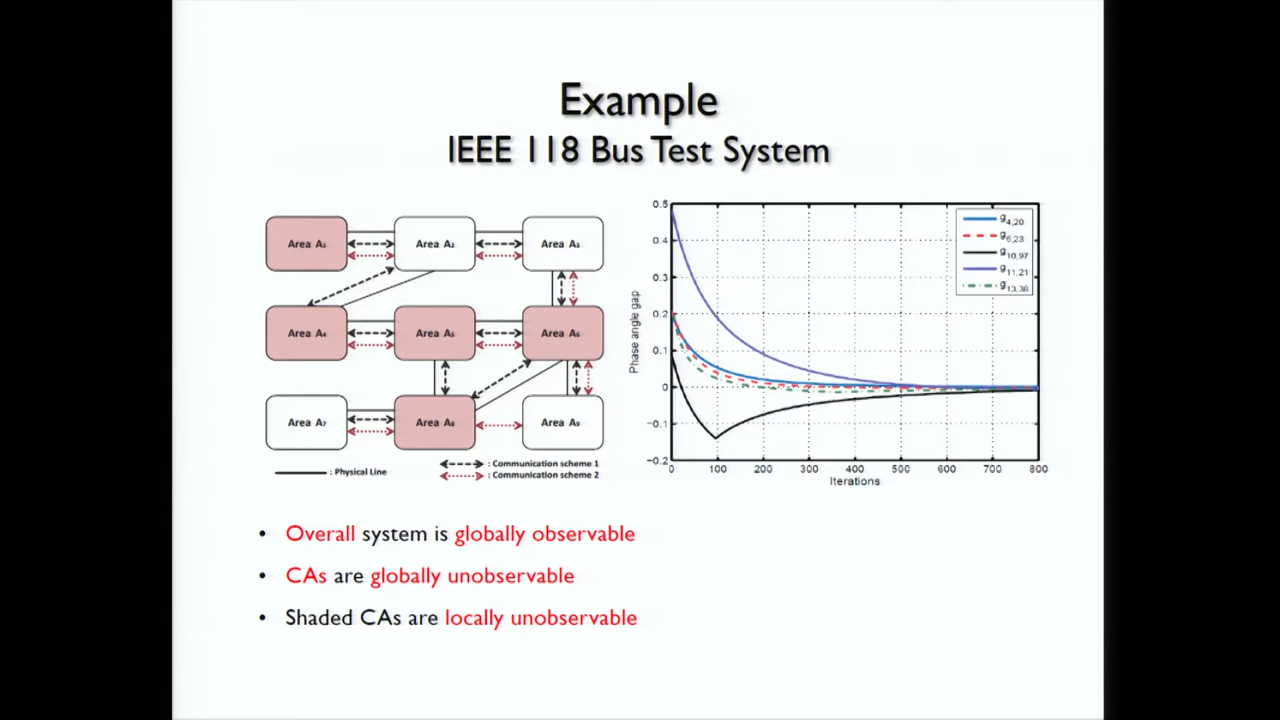 Example
IEEE 118 Bus Test System
Area A1
Area A2
Area A3
Area A4
Area A5
Area A6
Area A7
Area A8
Area A9
: Physical Line
: Communication scheme 1
: Communication scheme 2
0.5
0.4
0.3
0.2
0.1
0
−0.1
−0.2
Phase angle gap
0 100 200 300 400 500 600 700 800
Iterations
g4,20
g6,23
g10,97
g11,21
g13,38
• Overall system is globally observable
• CAs are globally unobservable
• Shaded CAs are locally unobservable